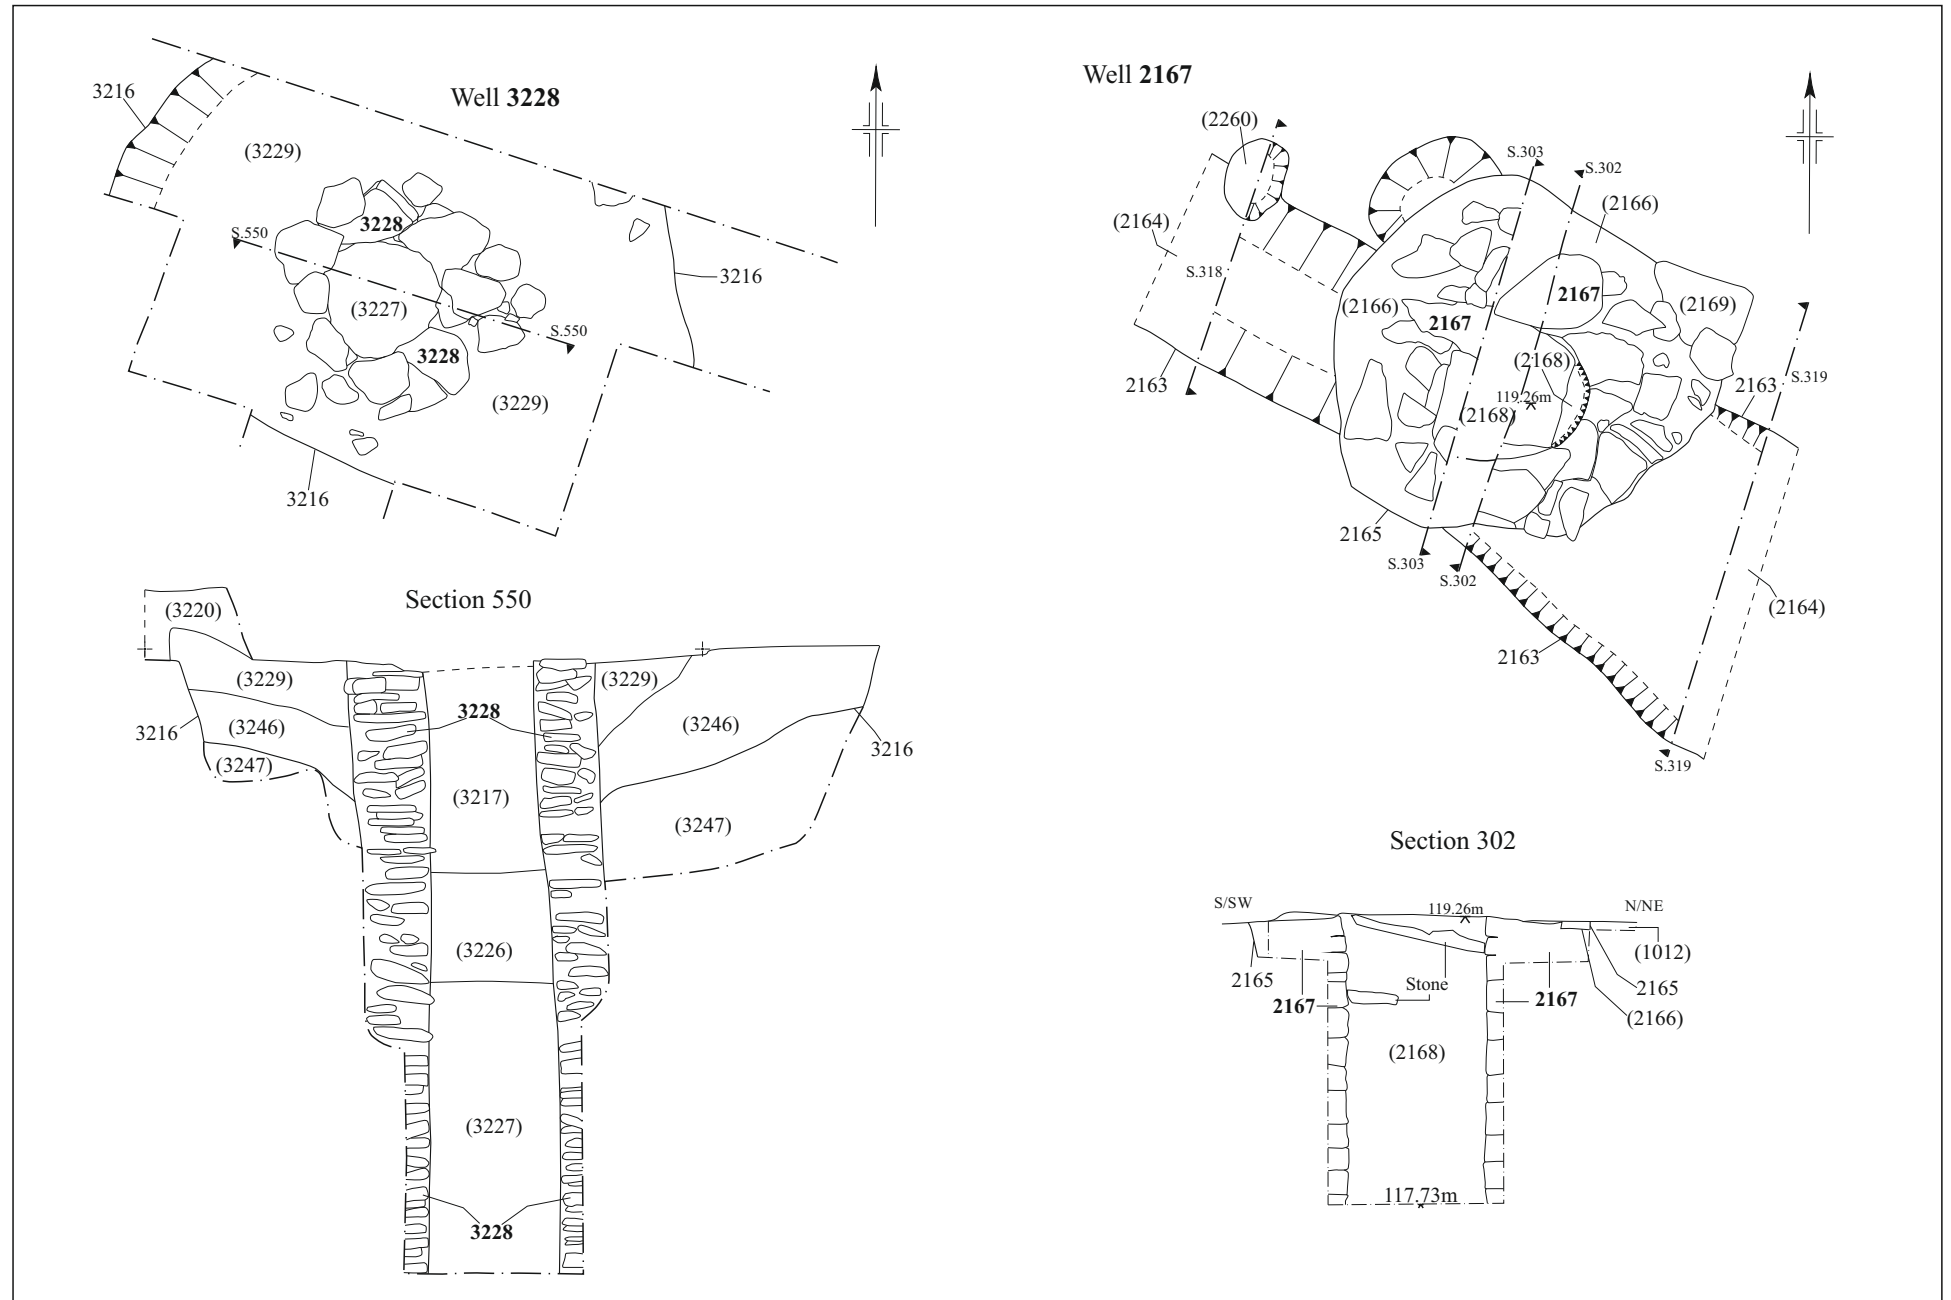 Well 3228
3216
(3229)
3228
S.550
3216
(3227)
S.550
3228
(3229)
3216
Well 2167
(2260)
S.303
S.302
(2166)
(2164)
S.318
(2166)
2167
2167
(2169)
(2168)
2163
2163
S.319
119.26m
(2168)
2165
S.303
S.302
(2164)
2163
S.319
Section 550
(3220)
(3229)
(3229)
3228
3216
(3246)
(3246)
3216
(3247)
(3217)
(3247)
(3226)
(3227)
3228
Section 302
S/SW
119.26m
N/NE
(1012)
2165
Stone
2165
2167
2167
(2166)
(2168)
117.73m